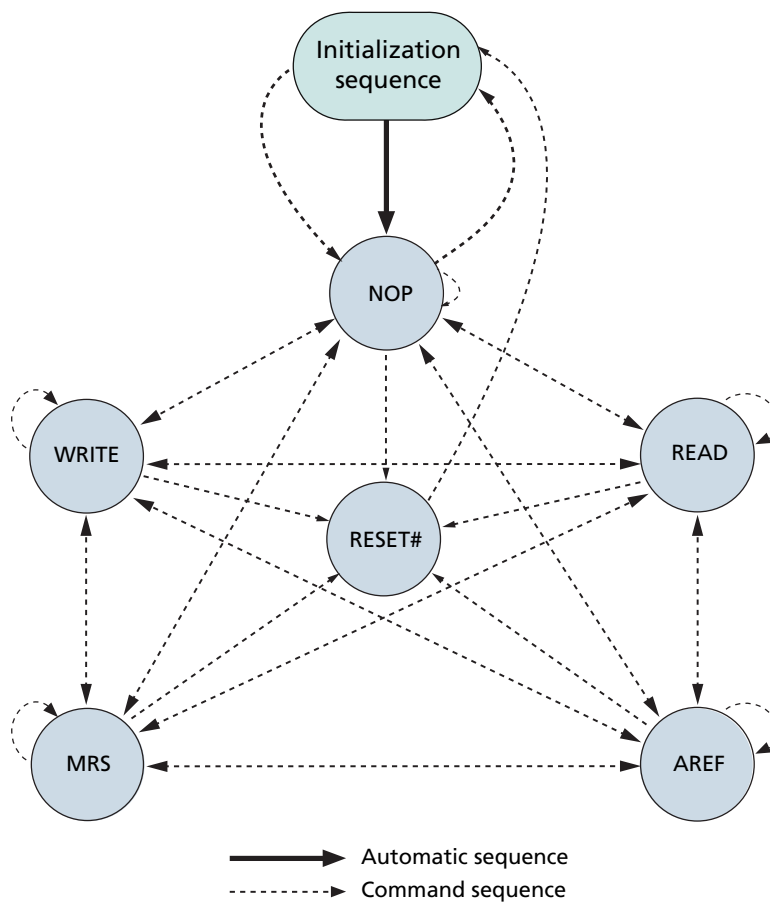 Initialization
sequence
NOP
WRITE
READ
RESET#
MRS
AREF
Automatic sequence
Command sequence